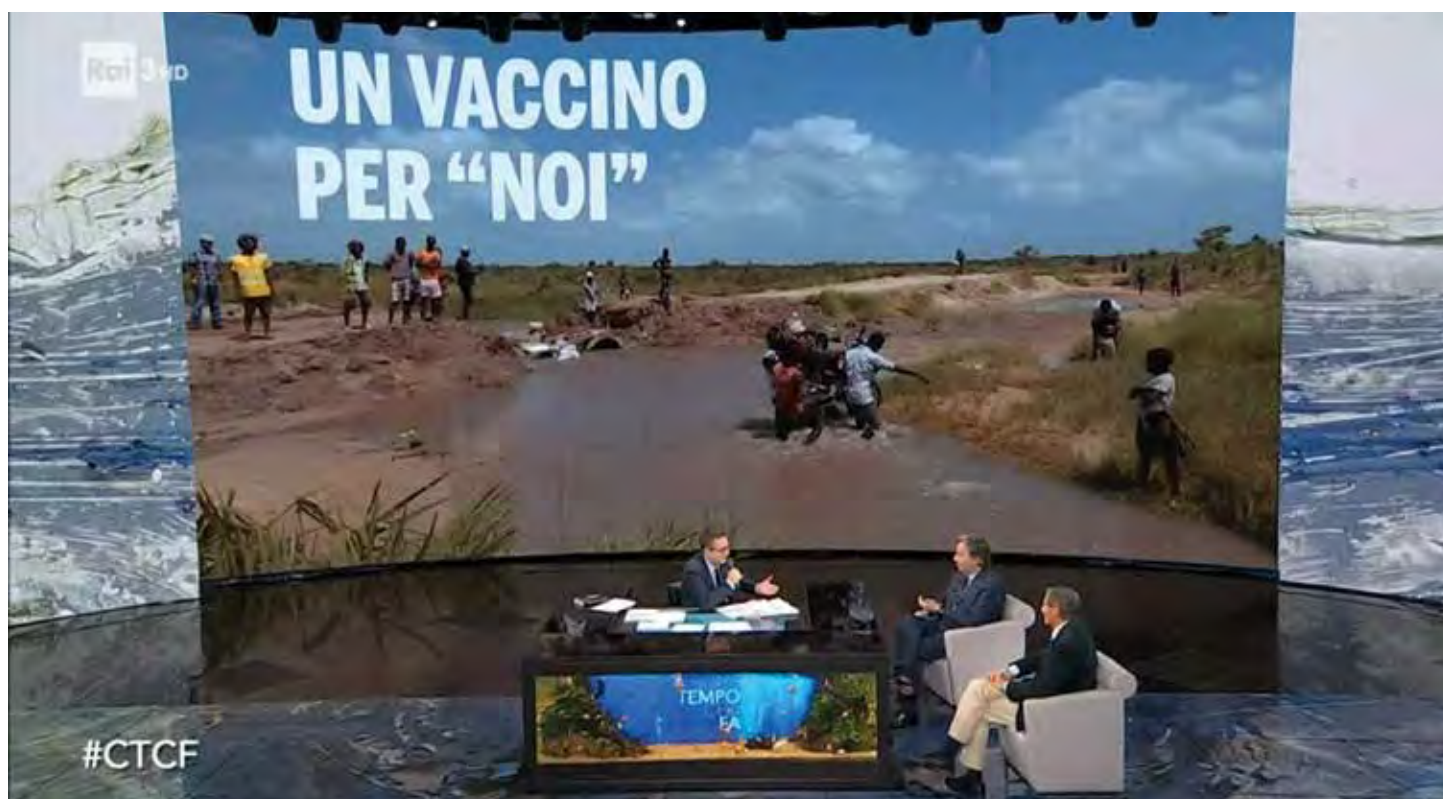 Rai 3 HD
UN VACCINO
PER “NOI”
TEMPO
FA
#CTCF